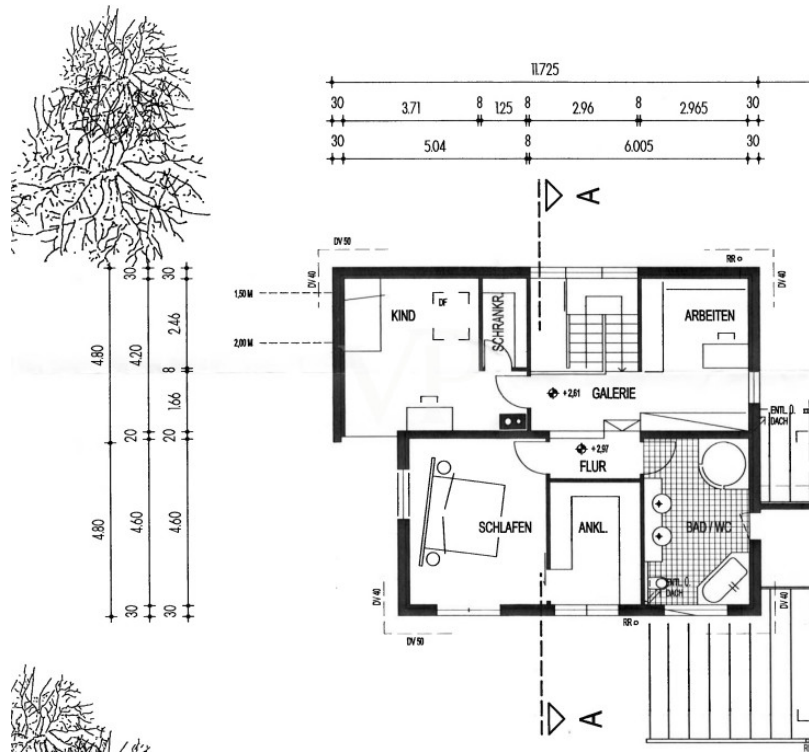 11.725
30 3.71 8 125 8 2.96 8 2.965 30
30 5.04 8 6.005 30
A
DV 50
RR
DV 40
DV 40
30 30
1,50 M
KIND
DF
SCHRANKR.
ARBEITEN
2.46
4.80
4.20
2,00 M
8
+2,61
GALERIE
1.66
ENTL. Ü.
DACH
20 20
+2,97
FLUR
4.80
4.60
4.60
SCHLAFEN
ANKL.
BAD / WC
ENTL. Ü.
DACH
DV 40
DV 40
30 30
RR
DV 50
A